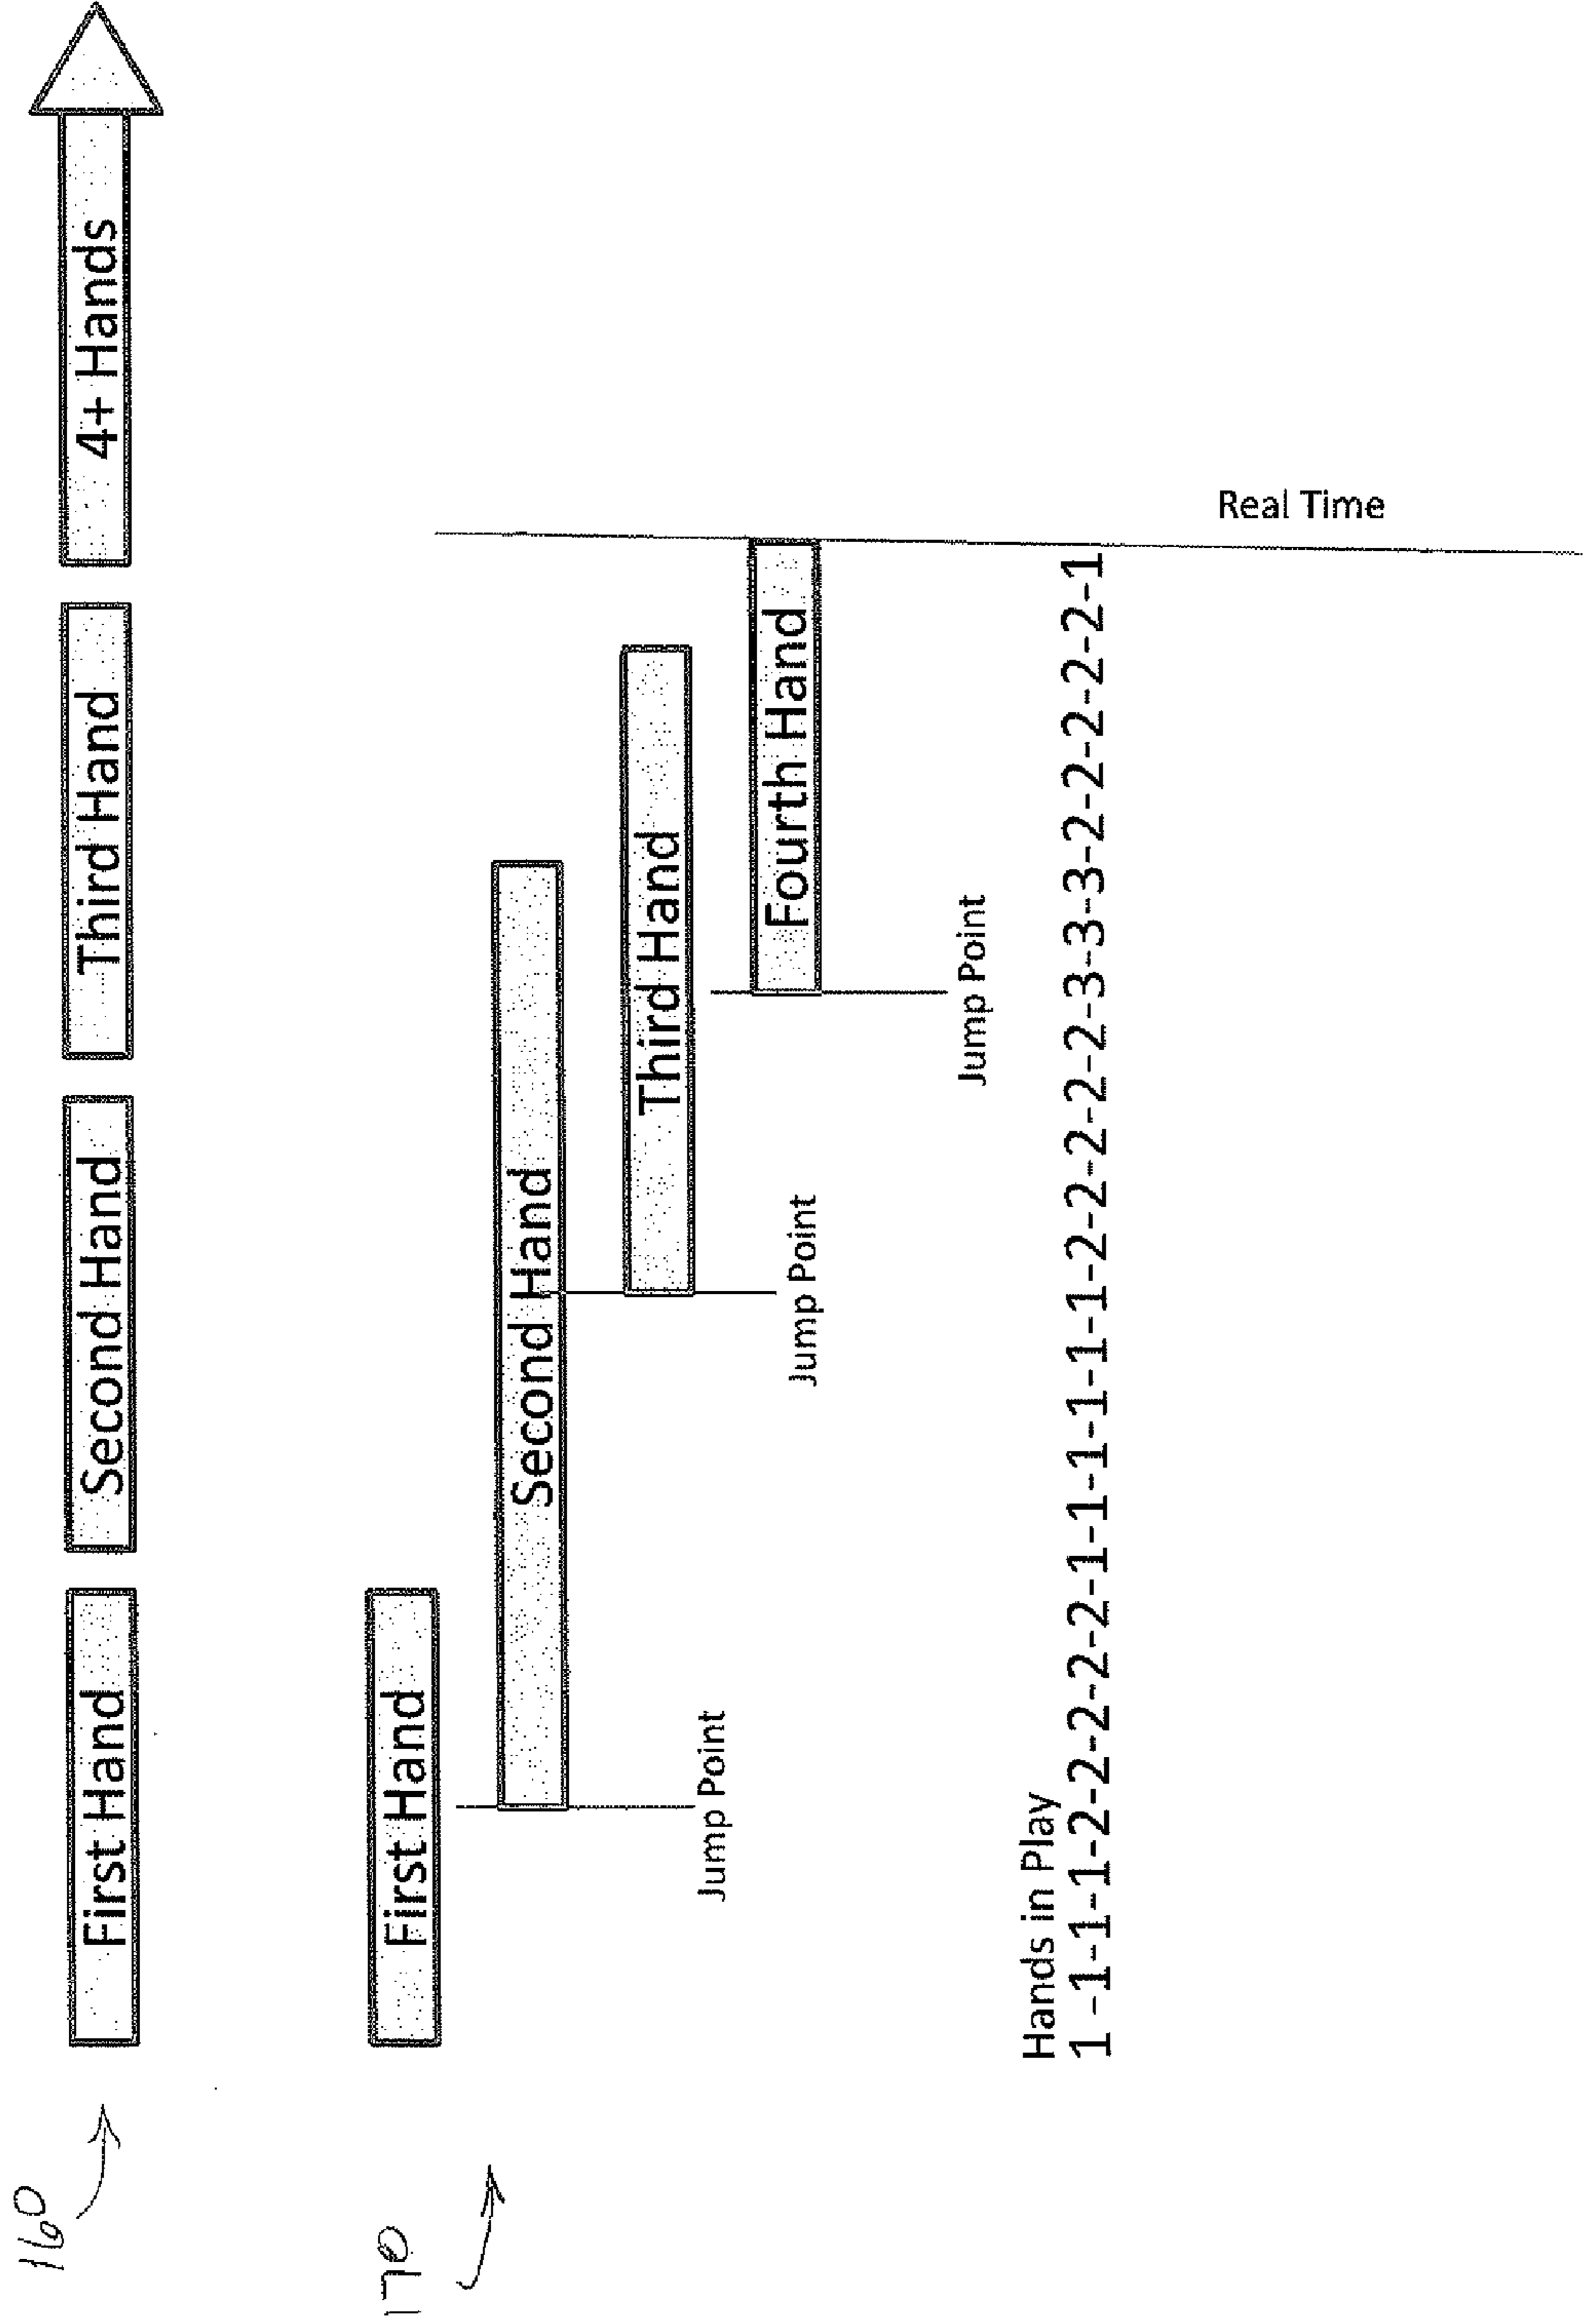 160
First Hand
Second Hand
Third Hand
4+ Hands
170
First Hand
Second Hand
Jump Point
Third Hand
Jump Point
Fourth Hand
Jump Point
Hands in Play
1 -1-1-1-2-2-2-2-2-1-1-1-1-1-1-2-2-2-2-2-3-3-3-2-2-2-2-2-1
Real Time